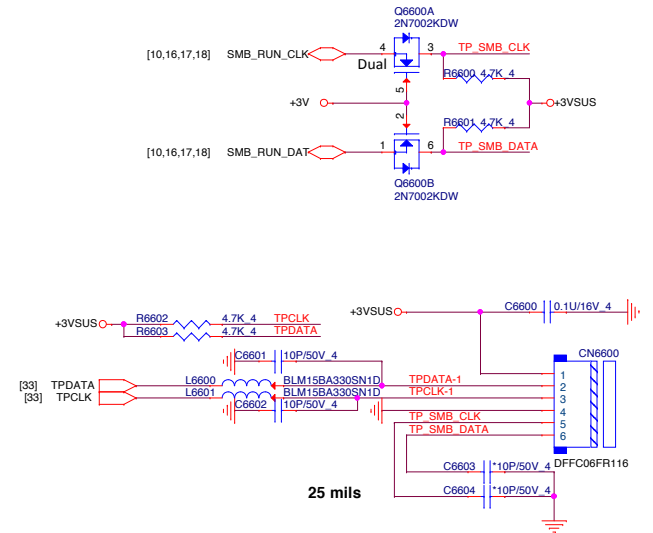 Q6600A
2N7002KDW
[10,16,17,18] SMB_RUN_CLK 4 3 TP_SMB_CLK
Dual
R6600 4.7K_4
5
+3V +3VSUS
2
R6601 4.7K_4
[10,16,17,18] SMB_RUN_DAT 1 6 TP_SMB_DATA
Q6600B
2N7002KDW
C6600 0.1U/16V_4
+3VSUS R6602 4.7K_4 TPCLK +3VSUS
R6603 4.7K_4 TPDATA
C6601 10P/50V_4 CN6600
[33] TPDATA L6600 BLM15BA330SN1D TPDATA-1 1
[33] TPCLK L6601 BLM15BA330SN1D TPCLK-1 2
C6602 10P/50V_4 3
4
TP_SMB_CLK 5
TP_SMB_DATA 6
DFFC06FR116
C6603 *10P/50V_4
25 mils C6604 *10P/50V_4